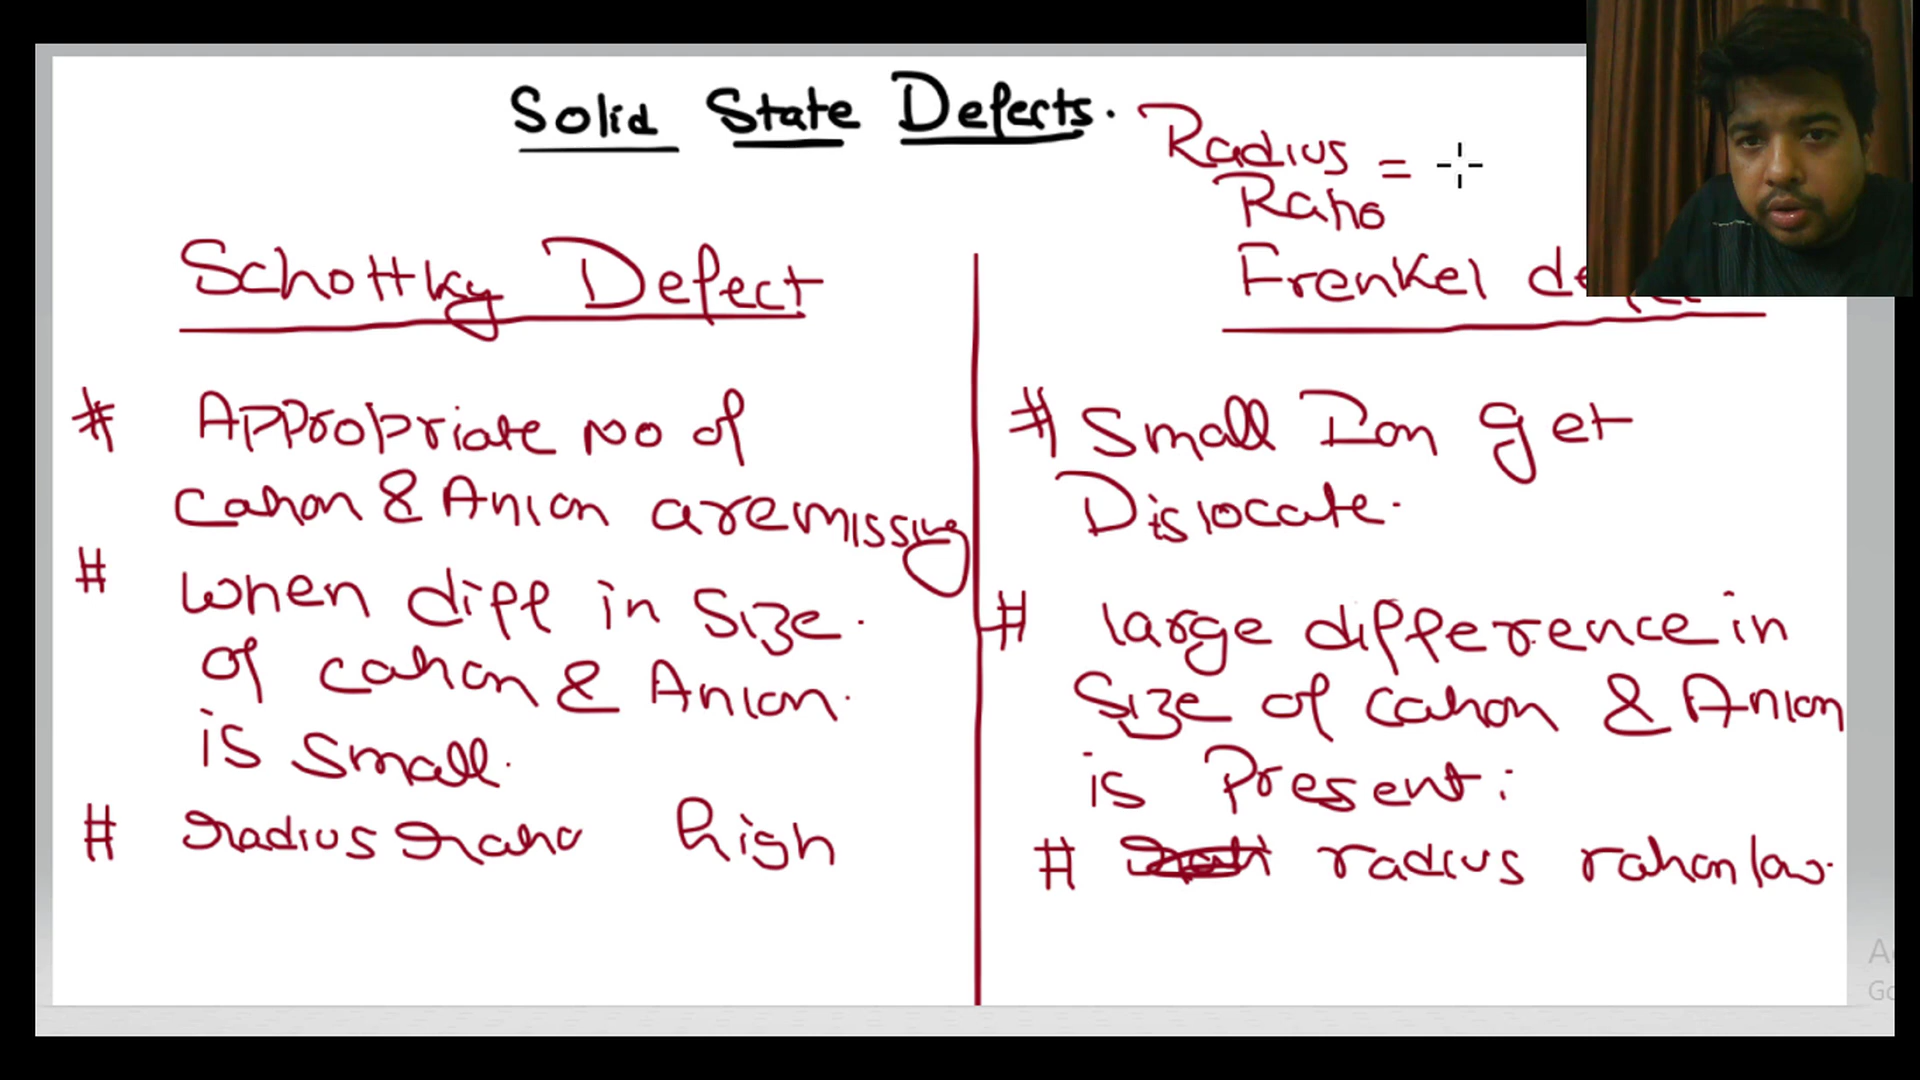 Solid State Defects.
Radius =
Ratio
Schottky Defect
Frenkel
# Appropriate no of
cation & Anion are missing
# when diff in size.
of cation & Anion.
is small.
# radius ratio high
# Small Ion get
Dislocate.
# large difference in
Size of cation & Anion
is Present:
# radius ration low.